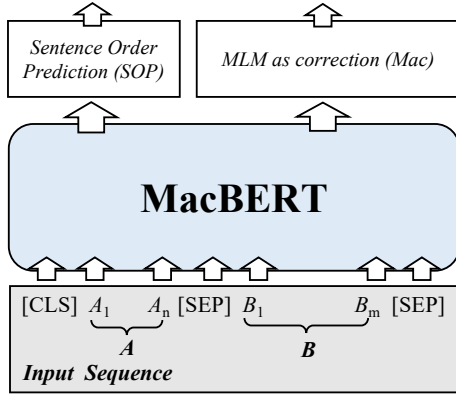 Sentence Order
Prediction (SOP)
MLM as correction (Mac)
MacBERT
[CLS] A1 An [SEP] B1 Bm [SEP]
A B
Input Sequence